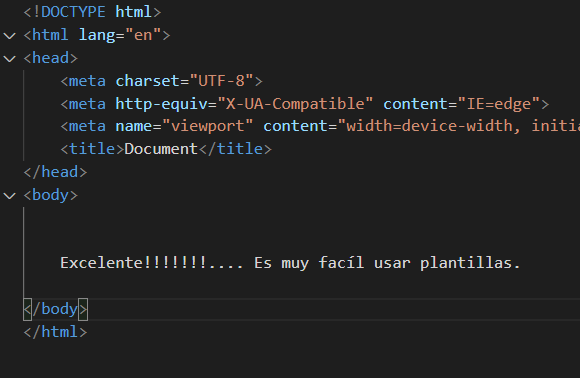 <!DOCTYPE html>
<html lang="en">
<head>
<meta charset="UTF-8">
<meta http-equiv="X-UA-Compatible" content="IE=edge">
<meta name="viewport" content="width=device-width, initia
<title>Document</title>
</head>
<body>
Excelente!!!!!!!.... Es muy facíl usar plantillas.
</body>
</html>